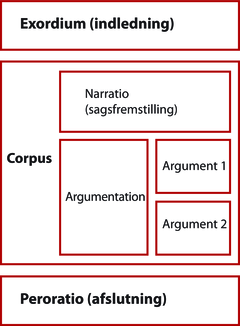 Exordium (indledning)
Narratio
(sagsfremstilling)
Corpus
Argumentation
Argument 1
Argument 2
Peroratio (afslutning)